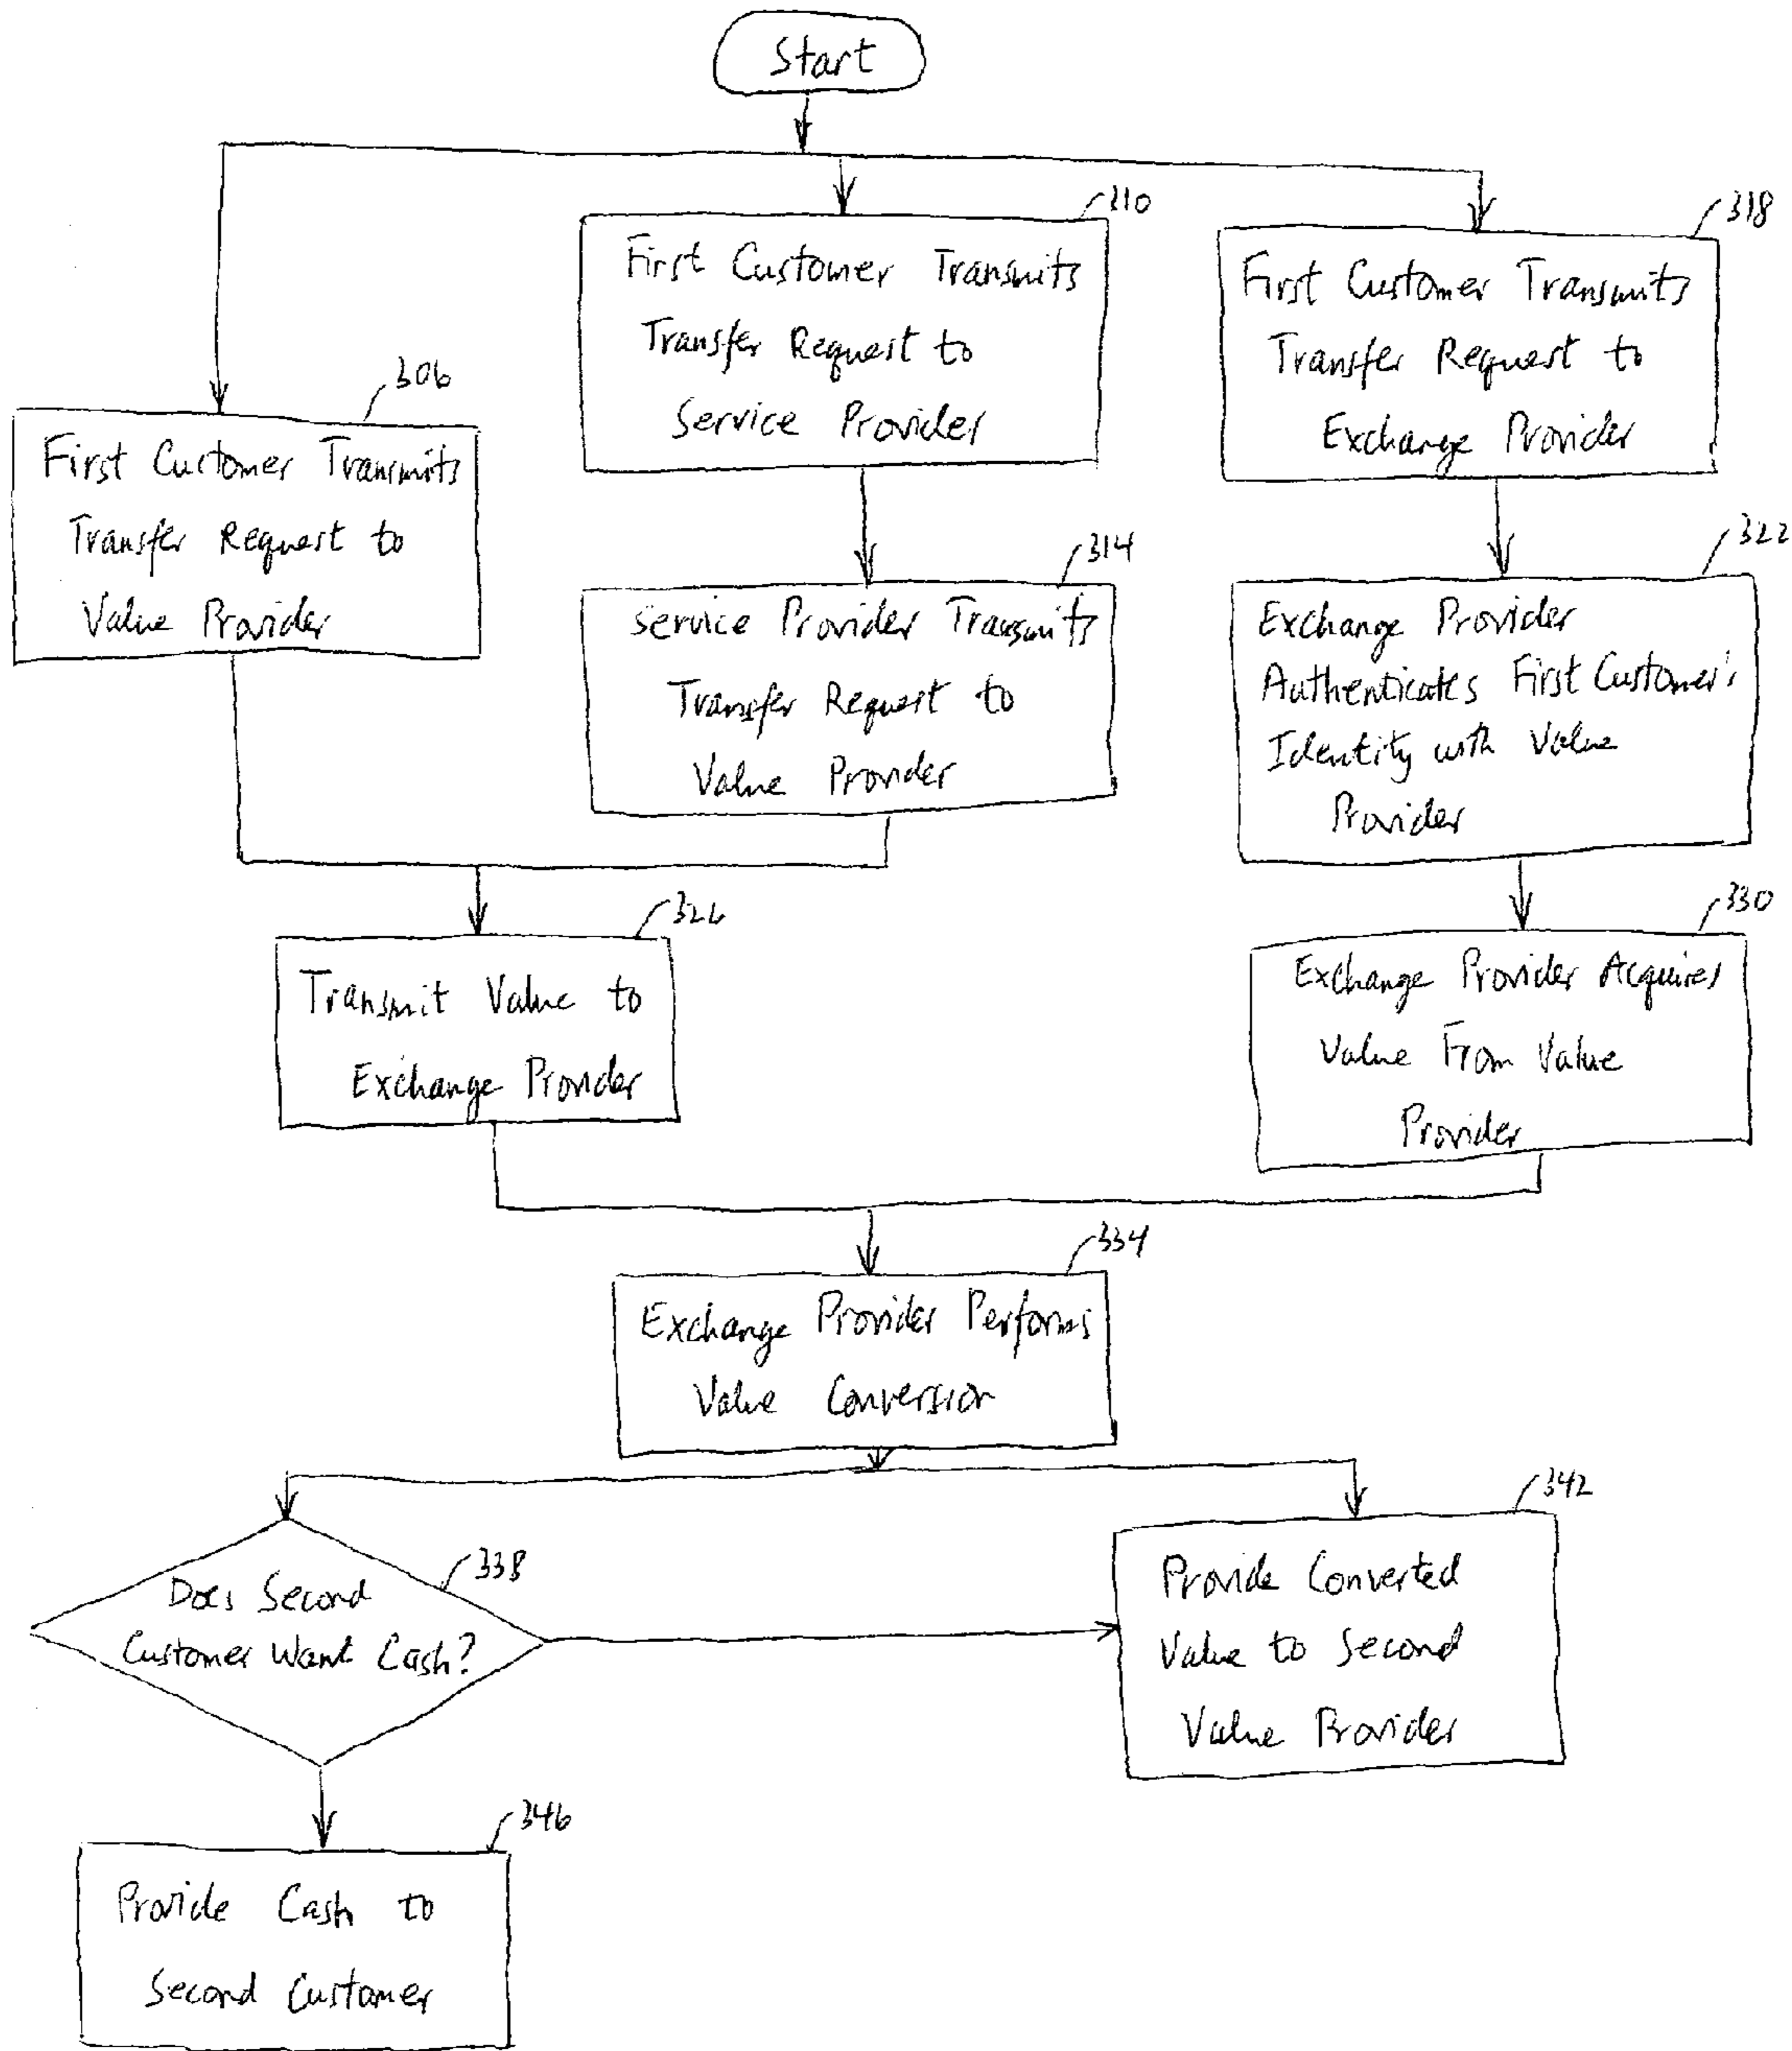 Start
310
First Customer Transmits
Transfer Request to
Service Provider
318
First Customer Transmits
Transfer Request to
Exchange Provider
306
First Customer Transmits
Transfer Request to
Value Provider
314
Service Provider Transmits
Transfer Request to
Value Provider
322
Exchange Provider
Authenticates First Customer's
Identity with Value
Provider
326
Transmit Value to
Exchange Provider
330
Exchange Provider Acquires
Value From Value
Provider
334
Exchange Provider Performs
Value Conversion
338
Does Second
Customer Want Cash?
342
Provide Converted
Value to Second
Value Provider
346
Provide Cash to
Second Customer